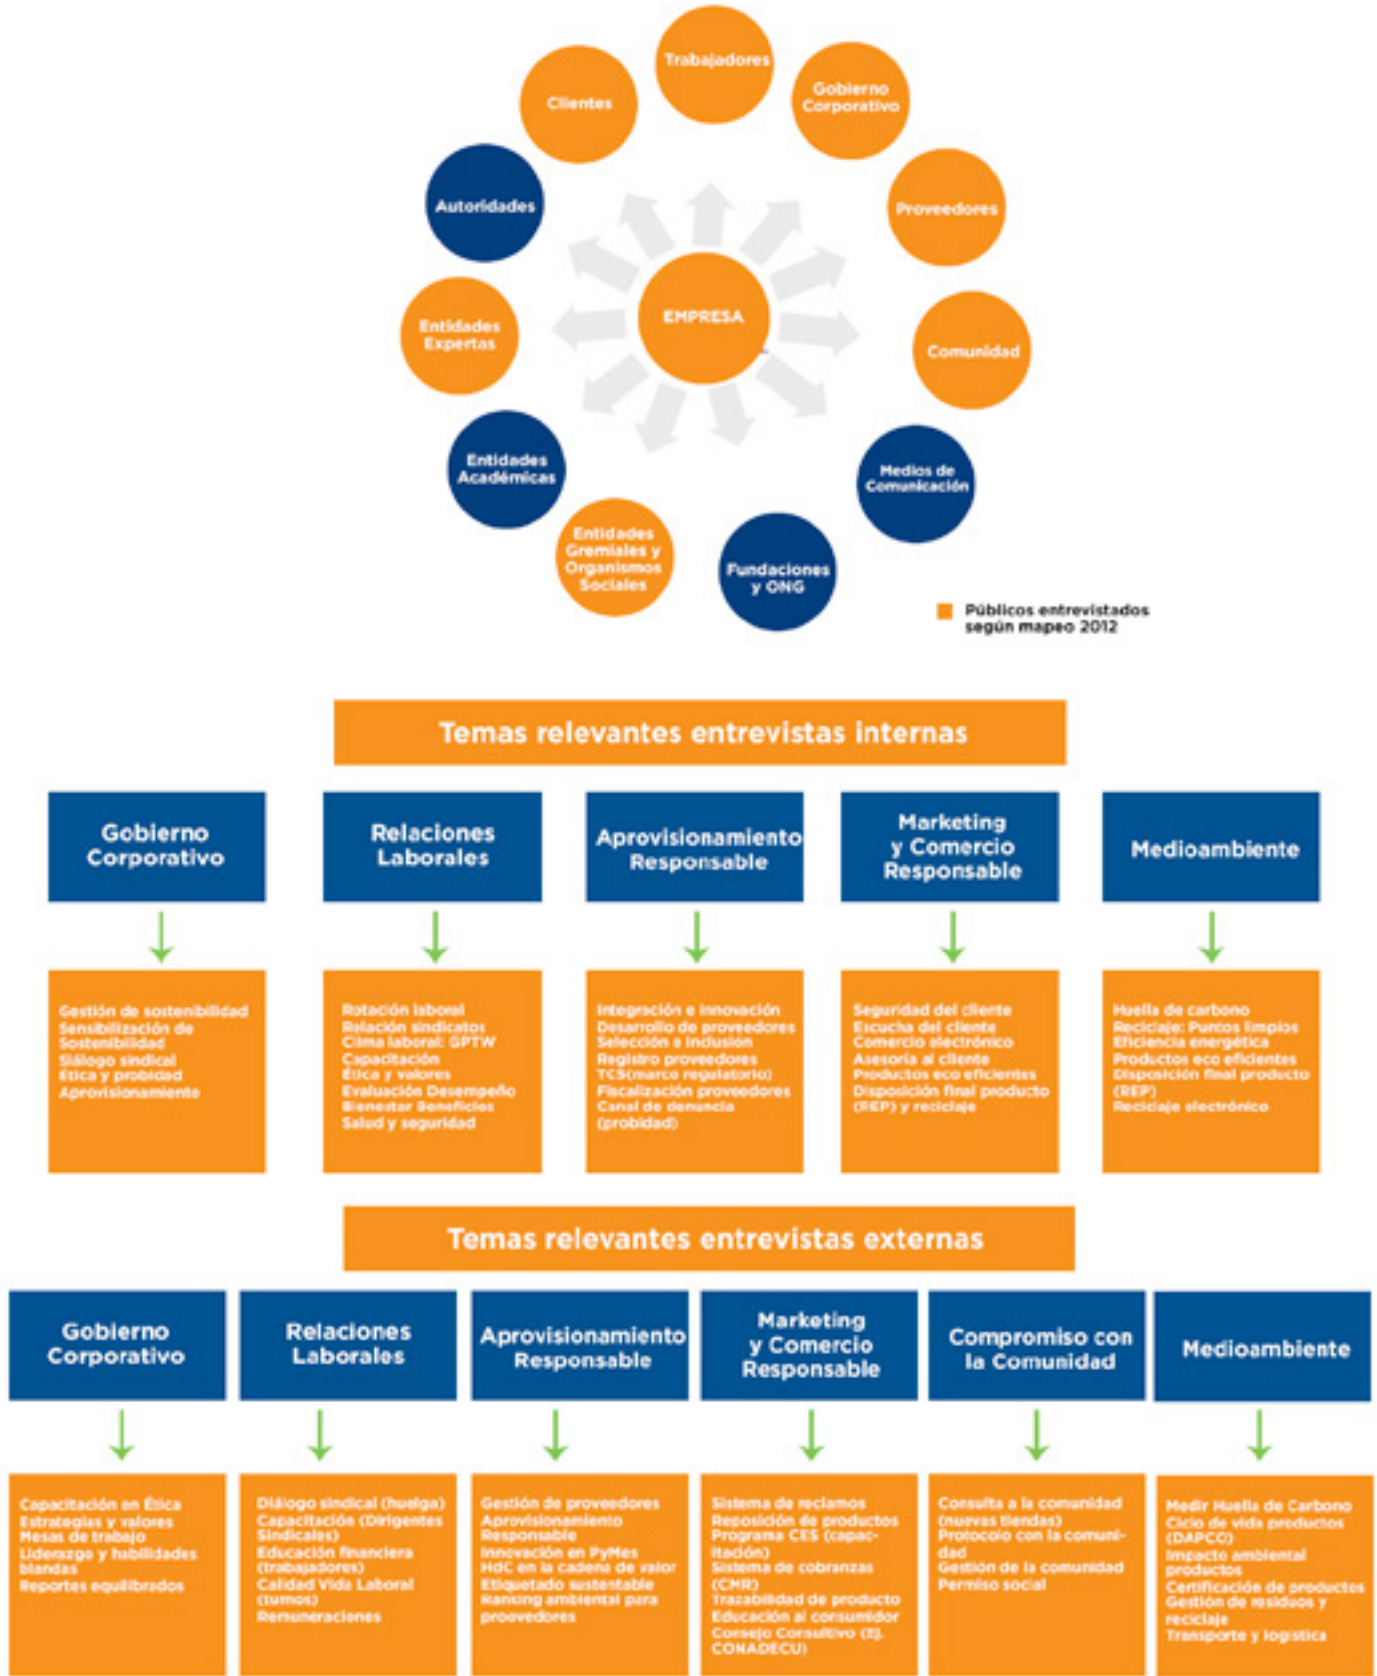 Trabajadores
Clientes
Gobierno
Corporativo
Autoridades
Proveedores
EMPRESA
Entidades
Expertas
Comunidad
Entidades
Académicas
Medios de
Comunicación
Entidades
Gremiales y
Organismos
Sociales
Fundaciones
y ONG
Públicos entrevistados
según mapeo 2012
Temas relevantes entrevistas internas
Gobierno
Corporativo
Relaciones
Laborales
Aprovisionamiento
Responsable
Marketing
y Comercio
Responsable
Medioambiente
Gestión de sostenibilidad
Sensibilización de
Sostenibilidad
Siálogo sindical
Ética y probidad
Aprovisionamiento
Rotación laboral
Relación sindicatos
Clima laboral: GPTW
Capacitación
Ética y valores
Evaluación Desempeño
Bienestar Beneficios
Salud y seguridad
Integración e Innovación
Desarrollo de proveedores
Selección e Inclusión
Registro proveedores
TCS(marco regulatorio)
Fiscalización proveedores
Canal de denuncia
(probidad)
Seguridad del cliente
Escucha del cliente
Comercio electrónico
Asesoría al cliente
Productos eco eficientes
Disposición final producto
(REP) y reciclaje
Huella de carbono
Reciclaje: Puntos limpios
Eficiencia energética
Productos eco eficientes
Disposición final producto
(REP)
Reciclaje electrónico
Temas relevantes entrevistas externas
Gobierno
Corporativo
Relaciones
Laborales
Aprovisionamiento
Responsable
Marketing
y Comercio
Responsable
Compromiso con
la Comunidad
Medioambiente
Capacitación en Ética
Estrategias y valores
Mesas de trabajo
Liderazgo y habilidades
blandas
Reportes equilibrados
Diálogo sindical (huelga)
Capacitación (Dirigentes
Sindicales)
Educación financiera
(trabajadores)
Calidad Vida Laboral
(turnos)
Remuneraciones
Gestión de proveedores
Aprovisionamiento
Responsable
Innovación en PyMes
HdC en la cadena de valor
Etiquetado sustentable
Ranking ambiental para
proovedores
Sistema de reclamos
Reposición de productos
Programa CES (capac-
itación)
Sistema de cobranzas
(CMR)
Trazabilidad de producto
Educación al consumidor
Consejo Consultivo (Ej.
CONADECU)
Consulta a la comunidad
(nuevas tiendas)
Protocolo con la comuni-
dad
Gestión de la comunidad
Permiso social
Medir Huella de Carbono
Ciclo de vida productos
(DAPCO)
Impacto ambiental
productos
Certificación de productos
Gestión de residuos y
reciclaje
Transporte y logística